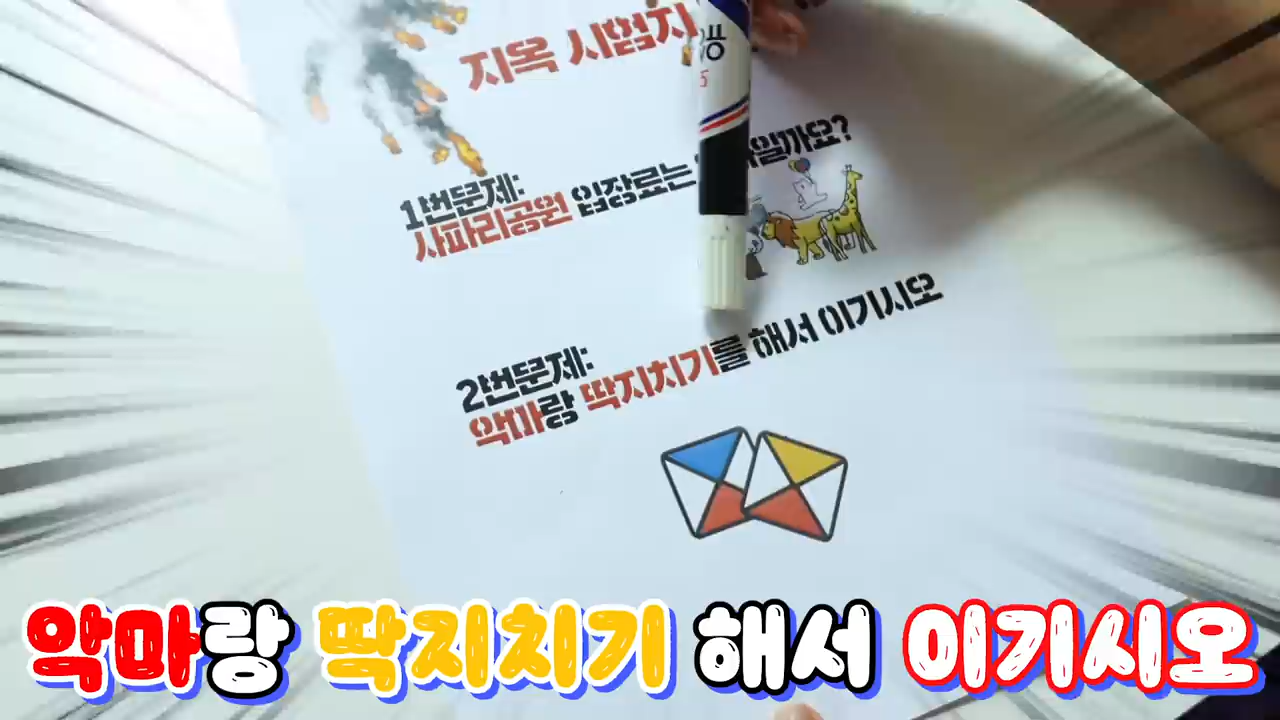 지옥 시험지
1번문제:
사파리공원 입장료는 일까요?
2번문제:
악마랑 딱지치기를 해서 이기시오
악마랑 딱지치기 해서 이기시오